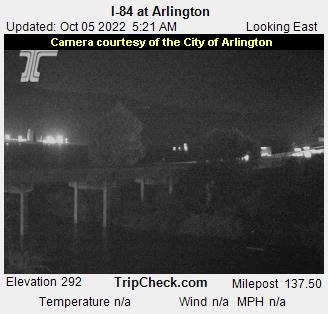 I-84 at Arlington
Updated: Oct 05 2022 5:21 AM Looking East
Camera courtesy of the City of Arlington
Elevation 292 TripCheck.com Milepost 137.50
Temperature n/a Wind n/a MPH n/a